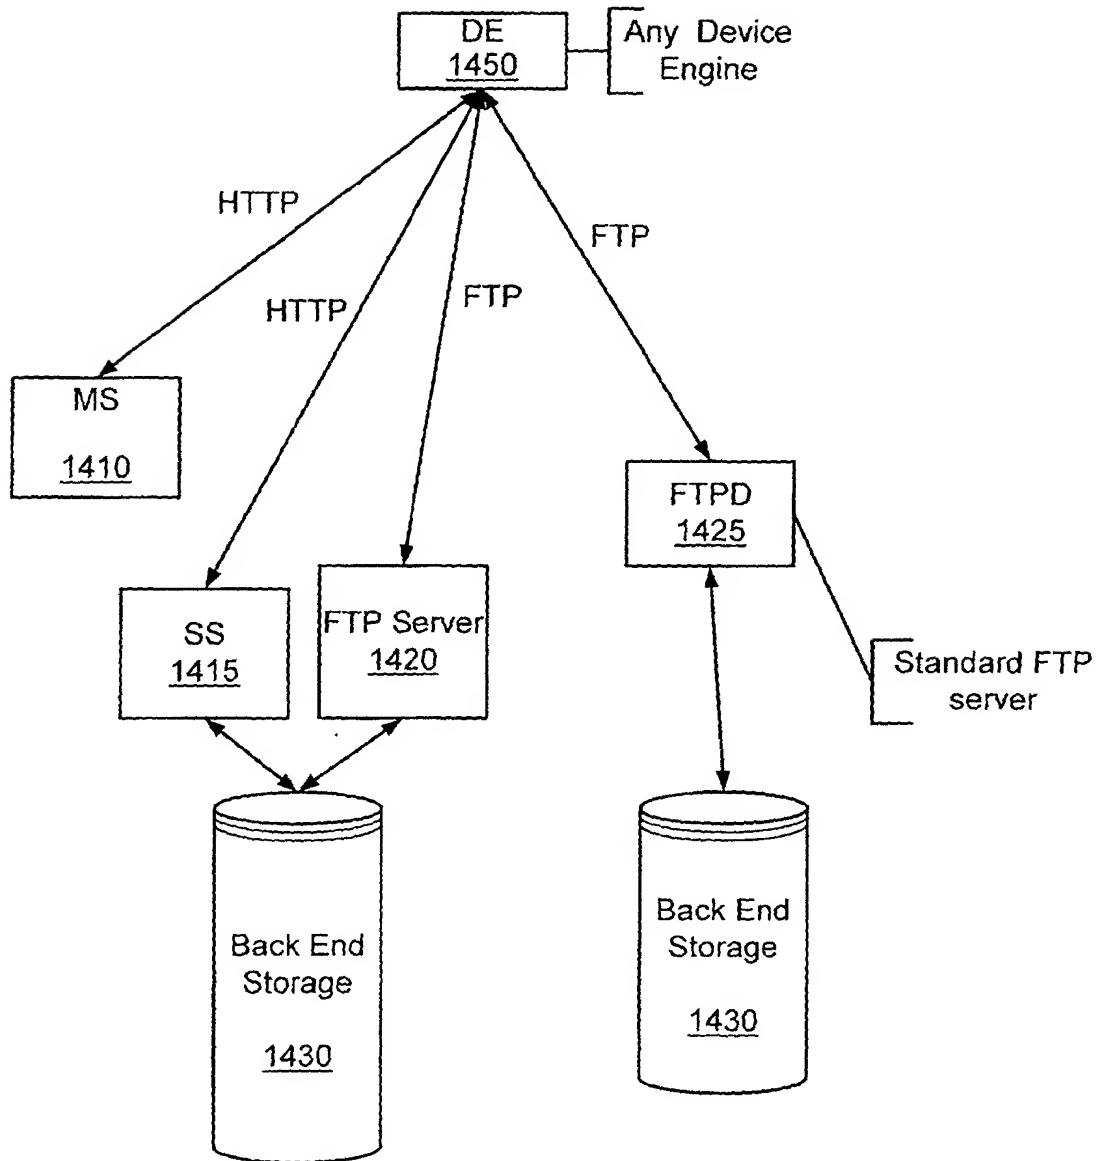 DE
1450
Any Device
Engine
HTTP
FTP
HTTP
FTP
MS
1410
FTPD
1425
SS
1415
FTP Server
1420
Standard FTP
server
Back End
Storage
1430
Back End
Storage
1430